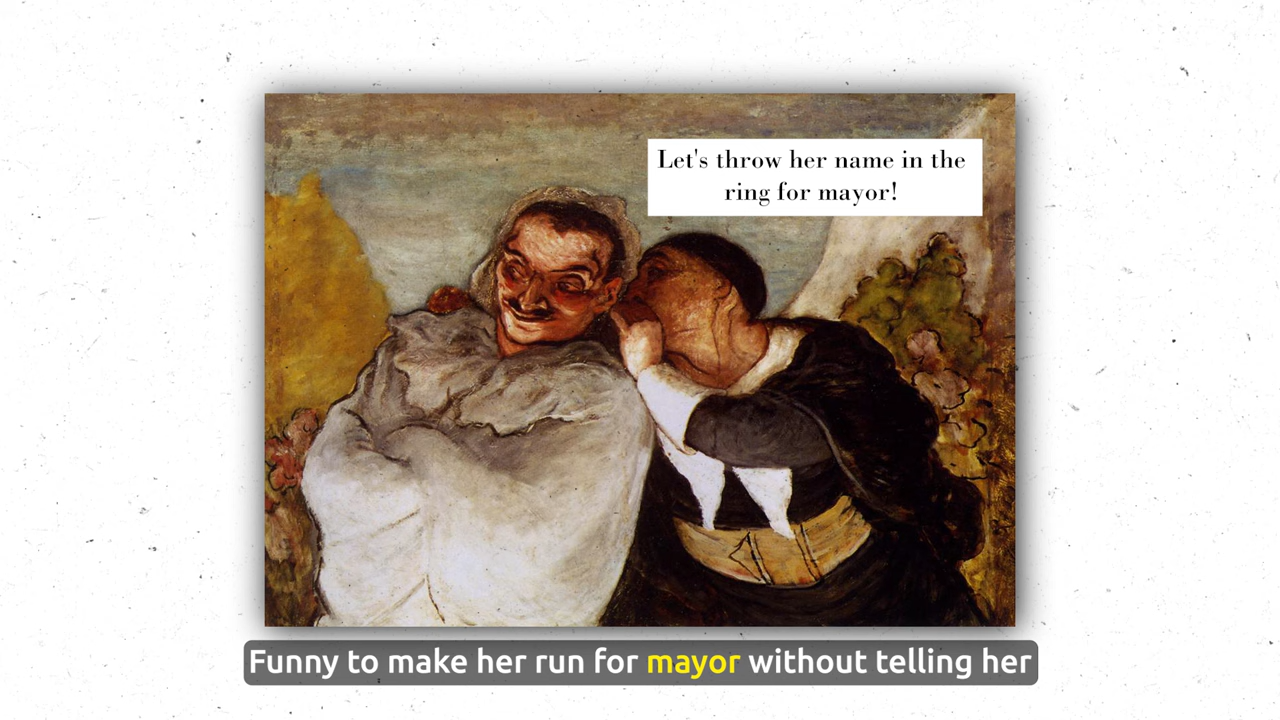 Let's throw her name in the
ring for mayor!
Funny to make her run for mayor without telling her